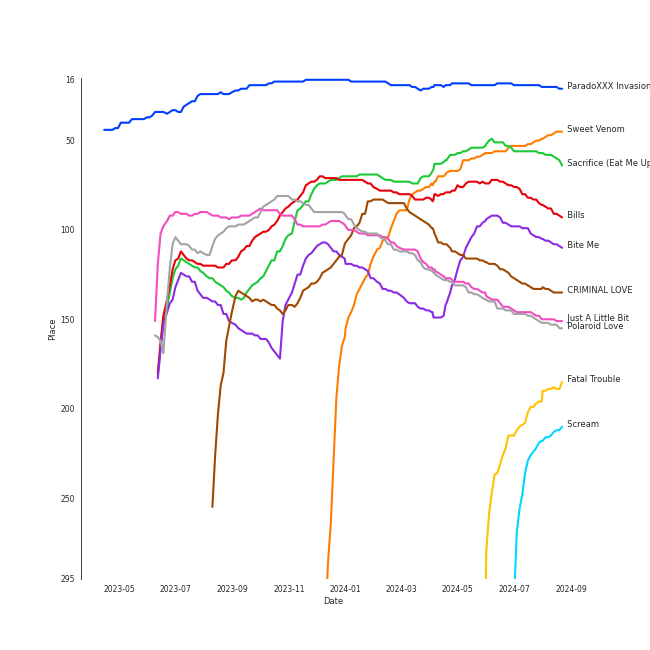 16
50
100
150
200
250
295
Place
2023-05
2023-07
2023-09
2023-11
2024-01
2024-03
2024-05
2024-07
2024-09
Date
ParadoXXX Invasion
Sweet Venom
Sacrifice (Eat Me Up
Bills
Bite Me
CRIMINAL LOVE
Just A Little Bit
Polaroid Love
Fatal Trouble
Scream